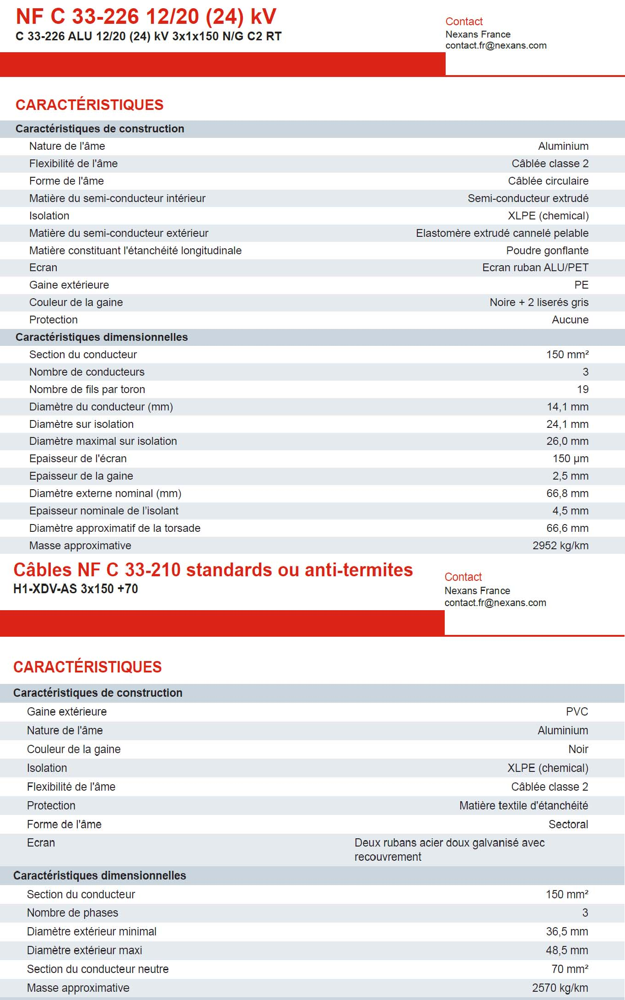 NF C 33-226 12/20 (24) kV
C 33-226 ALU 12/20 (24) kV 3x1x150 N/G C2 RT
Contact
Nexans France
contact.fr@nexans.com
CARACTÉRISTIQUES
Caractéristiques de construction
Nature de l'âme Aluminium
Flexibilité de l'âme Câblée classe 2
Forme de l'âme Câblée circulaire
Matière du semi-conducteur intérieur Semi-conducteur extrudé
Isolation XLPE (chemical)
Matière du semi-conducteur extérieur Elastomère extrudé cannelé pelable
Matière constituant l'étanchéité longitudinale Poudre gonflante
Ecran Ecran ruban ALU/PET
Gaine extérieure PE
Couleur de la gaine Noire + 2 liserés gris
Protection Aucune
Caractéristiques dimensionnelles
Section du conducteur 150 mm²
Nombre de conducteurs 3
Nombre de fils par toron 19
Diamètre du conducteur (mm) 14,1 mm
Diamètre sur isolation 24,1 mm
Diamètre maximal sur isolation 26,0 mm
Epaisseur de l'écran 150 µm
Epaisseur de la gaine 2,5 mm
Diamètre externe nominal (mm) 66,8 mm
Epaisseur nominale de l’isolant 4,5 mm
Diamètre approximatif de la torsade 66,6 mm
Masse approximative 2952 kg/km
Câbles NF C 33-210 standards ou anti-termites
H1-XDV-AS 3x150 +70
Contact
Nexans France
contact.fr@nexans.com
CARACTÉRISTIQUES
Caractéristiques de construction
Gaine extérieure PVC
Nature de l'âme Aluminium
Couleur de la gaine Noir
Isolation XLPE (chemical)
Flexibilité de l'âme Câblée classe 2
Protection Matière textile d'étanchéité
Forme de l'âme Sectoral
Ecran Deux rubans acier doux galvanisé avec
recouvrement
Caractéristiques dimensionnelles
Section du conducteur 150 mm²
Nombre de phases 3
Diamètre extérieur minimal 36,5 mm
Diamètre extérieur maxi 48,5 mm
Section du conducteur neutre 70 mm²
Masse approximative 2570 kg/km